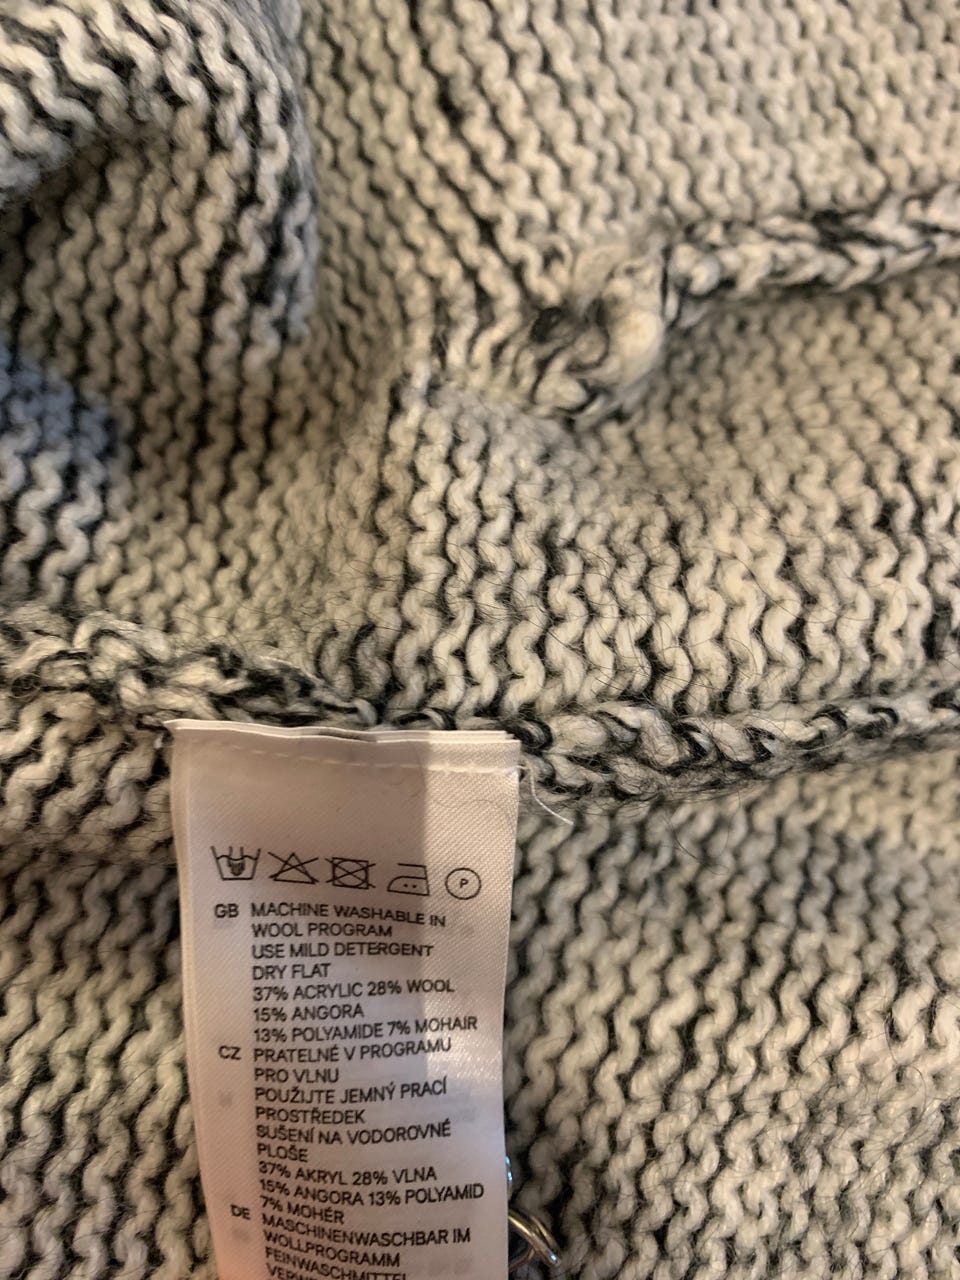 P
GB MACHINE WASHABLE IN
WOOL PROGRAM
USE MILD DETERGENT
DRY FLAT
37% ACRYLIC 28% WOOL
15% ANGORA
13% POLYAMIDE 7% MOHAIR
CZ PRATELNÉ V PROGRAMU
PRO VLNU
POUŽIJTE JEMNÝ PRACÍ
PROSTŘEDEK
SUŠENÍ NA VODOROVNÉ
PLOŠE
37% AKRYL 28% VLNA
15% ANGORA 13% POLYAMID
7% MOHÉR
DE MASCHINENWASCHBAR IM
WOLLPROGRAMM
FEINWASCHMITTEL